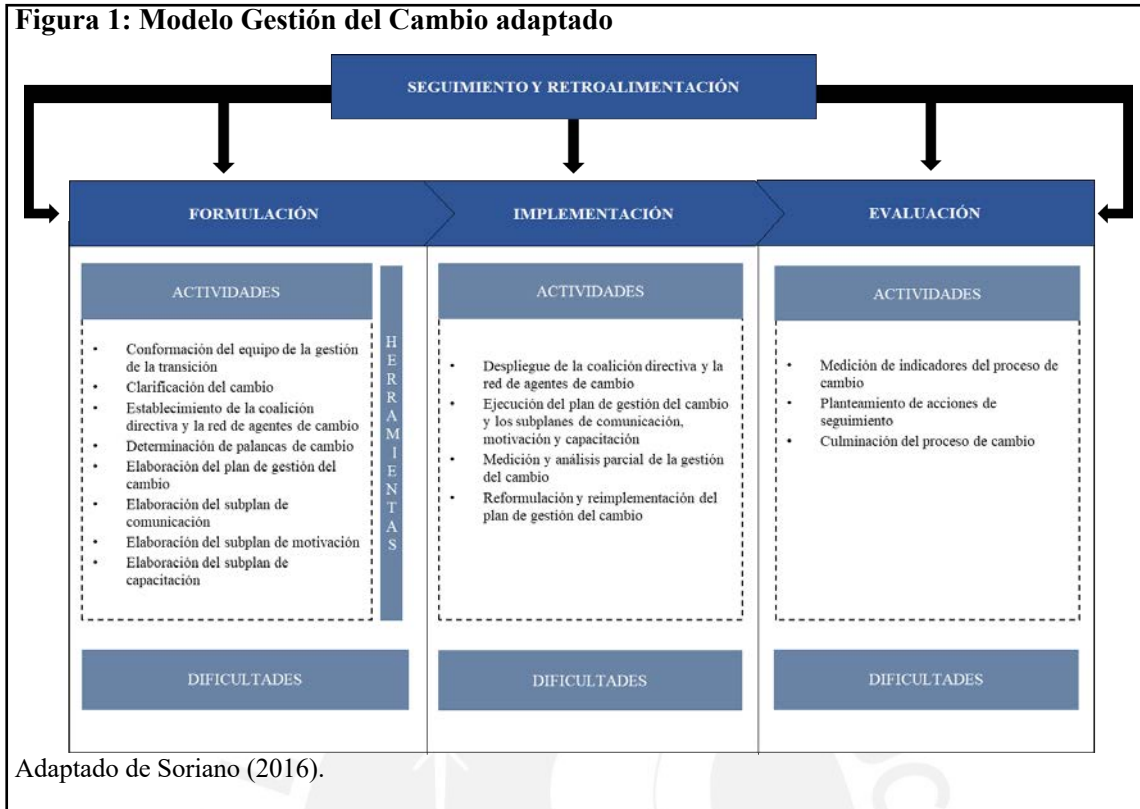 Figura 1: Modelo Gestión del Cambio adaptado
SEGUIMIENTO Y RETROALIMENTACIÓN
FORMULACIÓN
IMPLEMENTACIÓN
EVALUACIÓN
ACTIVIDADES
• Conformación del equipo de la gestión
de la transición
• Clarificación del cambio
• Establecimiento de la coalición
directiva y la red de agentes de cambio
• Determinación de palancas de cambio
• Elaboración del plan de gestión del
cambio
• Elaboración del subplan de
comunicación
• Elaboración del subplan de motivación
• Elaboración del subplan de
capacitación
HERRAMIENTAS
DIFICULTADES
ACTIVIDADES
• Despliegue de la coalición directiva y la
red de agentes de cambio
• Ejecución del plan de gestión del cambio
y los subplanes de comunicación,
motivación y capacitación
• Medición y análisis parcial de la gestión
del cambio
• Reformulación y reimplementación del
plan de gestión del cambio
DIFICULTADES
ACTIVIDADES
• Medición de indicadores del proceso de
cambio
• Planteamiento de acciones de
seguimiento
• Culminación del proceso de cambio
DIFICULTADES
Adaptado de Soriano (2016).